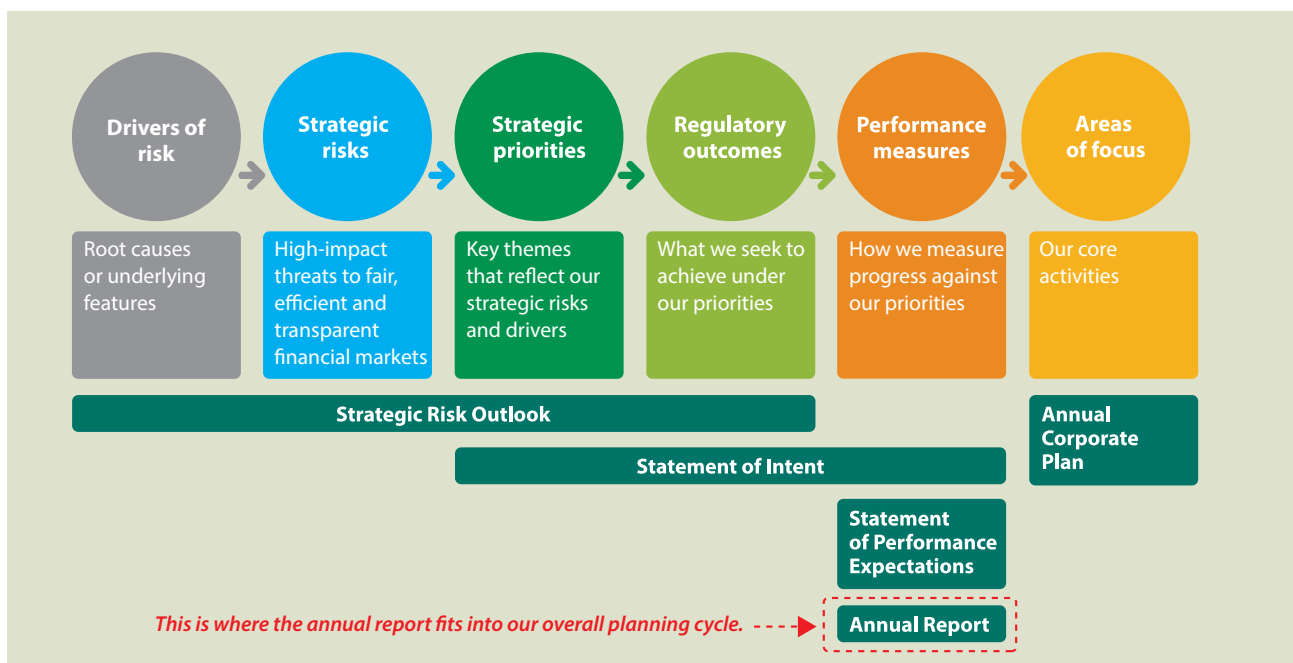 Drivers of
risk
Strategic
risks
Strategic
priorities
Regulatory
outcomes
Performance
measures
Areas
of focus
Root causes
or underlying
features
High-impact
threats to fair,
efficient and
transparent
financial markets
Key themes
that reflect our
strategic risks
and drivers
What we seek to
achieve under
our priorities
How we measure
progress against
our priorities
Our core
activities
Strategic Risk Outlook
Annual
Corporate
Plan
Statement of Intent
Statement
of Performance
Expectations
This is where the annual report fits into our overall planning cycle.
Annual Report